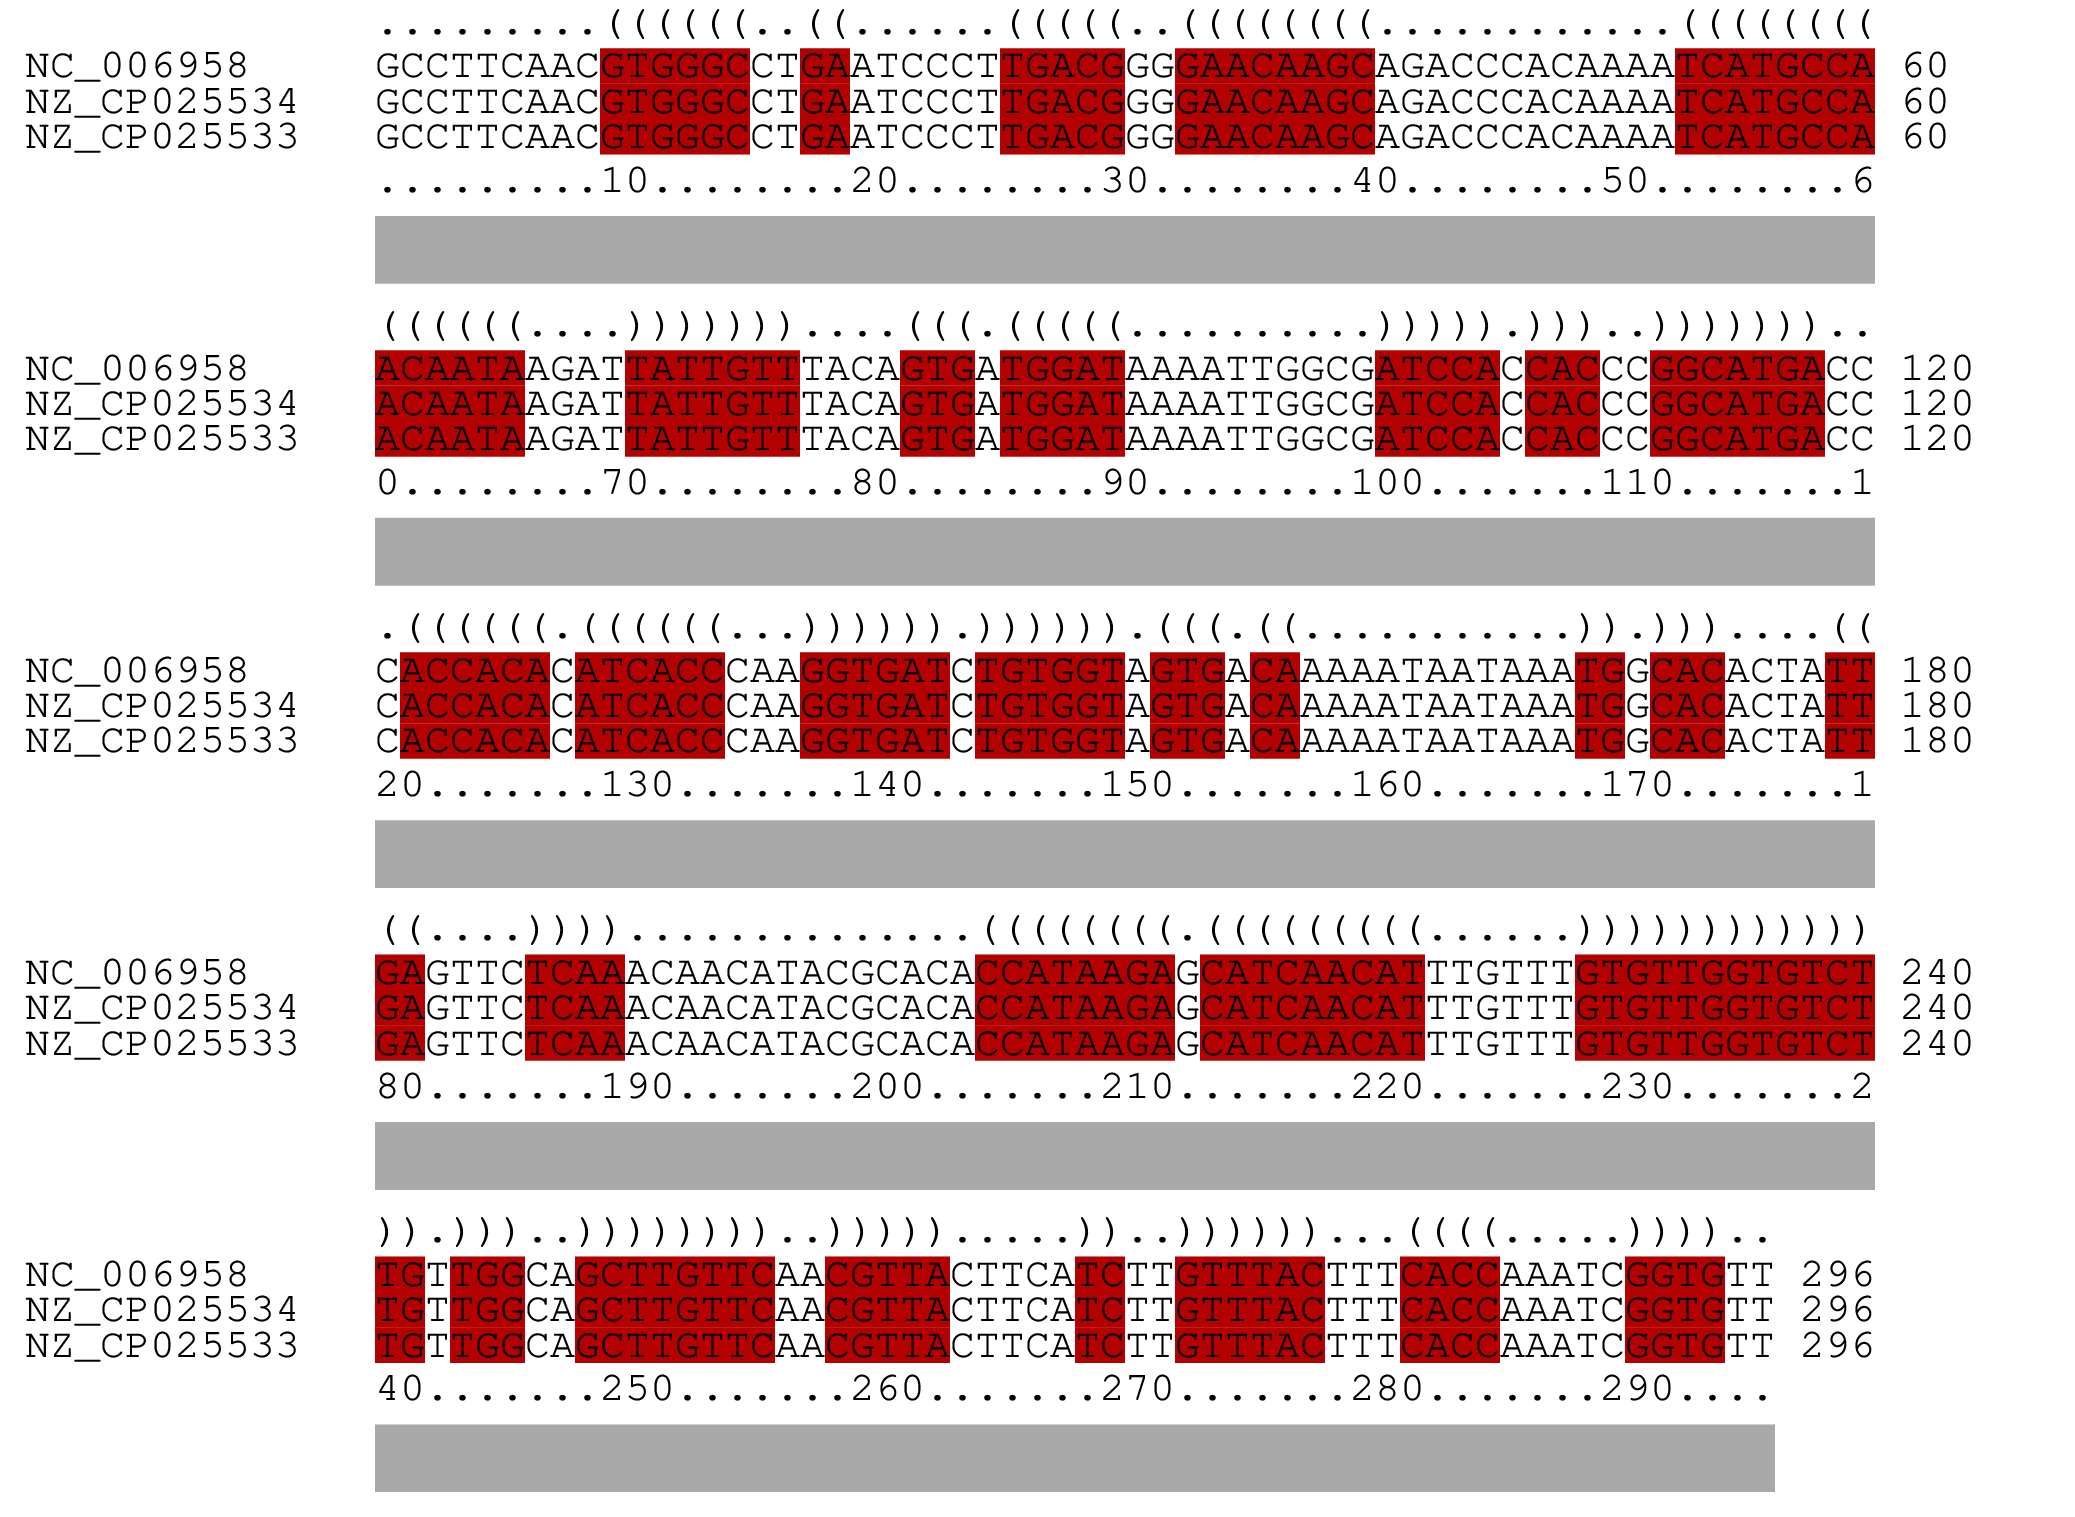 .........((((((..((......(((((..((((((((............((((((((
NC_006958 GCCTTCAACGTGGGCCTGAATCCCTTGACGGGGAACAAGCAGACCCACAAAATCATGCCA 60
NZ_CP025534 GCCTTCAACGTGGGCCTGAATCCCTTGACGGGGAACAAGCAGACCCACAAAATCATGCCA 60
NZ_CP025533 GCCTTCAACGTGGGCCTGAATCCCTTGACGGGGAACAAGCAGACCCACAAAATCATGCCA 60
.........10........20........30........40........50........6
((((((....)))))))....(((.(((((..........))))).)))..)))))))..
NC_006958 ACAATAAGATTATTGTTTACAGTGATGGATAAAATTGGCGATCCACCACCCGGCATGACC 120
NZ_CP025534 ACAATAAGATTATTGTTTACAGTGATGGATAAAATTGGCGATCCACCACCCGGCATGACC 120
NZ_CP025533 ACAATAAGATTATTGTTTACAGTGATGGATAAAATTGGCGATCCACCACCCGGCATGACC 120
0........70........80........90........100.......110.......1
.((((((.((((((...)))))).)))))).(((.((...........)).)))....((
NC_006958 CACCACACATCACCCAAGGTGATCTGTGGTAGTGACAAAAATAATAAATGGCACACTATT 180
NZ_CP025534 CACCACACATCACCCAAGGTGATCTGTGGTAGTGACAAAAATAATAAATGGCACACTATT 180
NZ_CP025533 CACCACACATCACCCAAGGTGATCTGTGGTAGTGACAAAAATAATAAATGGCACACTATT 180
20.......130.......140.......150.......160.......170.......1
((....))))..............((((((((.(((((((((......))))))))))))
NC_006958 GAGTTCTCAAACAACATACGCACACCATAAGAGCATCAACATTTGTTTGTGTTGGTGTCT 240
NZ_CP025534 GAGTTCTCAAACAACATACGCACACCATAAGAGCATCAACATTTGTTTGTGTTGGTGTCT 240
NZ_CP025533 GAGTTCTCAAACAACATACGCACACCATAAGAGCATCAACATTTGTTTGTGTTGGTGTCT 240
80.......190.......200.......210.......220.......230.......2
)).)))..))))))))..))))).....))..))))))...((((.....))))..
NC_006958 TGTTGGCAGCTTGTTCAACGTTACTTCATCTTGTTTACTTTCACCAAATCGGTGTT 296
NZ_CP025534 TGTTGGCAGCTTGTTCAACGTTACTTCATCTTGTTTACTTTCACCAAATCGGTGTT 296
NZ_CP025533 TGTTGGCAGCTTGTTCAACGTTACTTCATCTTGTTTACTTTCACCAAATCGGTGTT 296
40.......250.......260.......270.......280.......290....